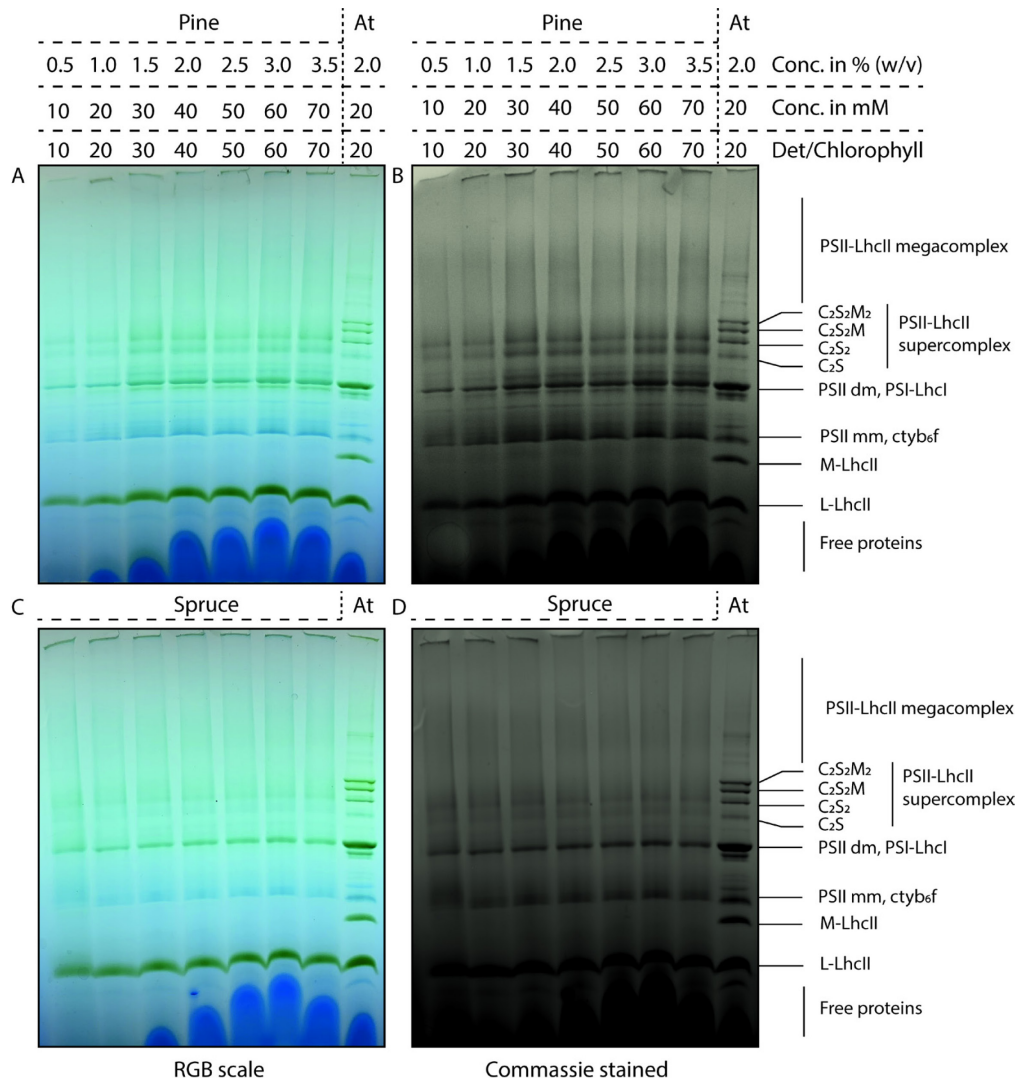 Pine At Pine At
0.5 1.0 1.5 2.0 2.5 3.0 3.5 2.0 0.5 1.0 1.5 2.0 2.5 3.0 3.5 2.0 Conc. in % (w/v)
10 20 30 40 50 60 70 20 10 20 30 40 50 60 70 20 Conc. in mM
10 20 30 40 50 60 70 20 10 20 30 40 50 60 70 20 Det/Chlorophyll
A B
PSII-LhcII megacomplex
C₂S₂M₂
C₂S₂M
C₂S₂
C₂S
PSII-LhcII
supercomplex
PSII dm, PSI-LhcI
PSII mm, ctyb₆f
M-LhcII
L-LhcII
Free proteins
C Spruce At D Spruce At
PSII-LhcII megacomplex
C₂S₂M₂
C₂S₂M
C₂S₂
C₂S
PSII-LhcII
supercomplex
PSII dm, PSI-LhcI
PSII mm, ctyb₆f
M-LhcII
L-LhcII
Free proteins
RGB scale Commassie stained